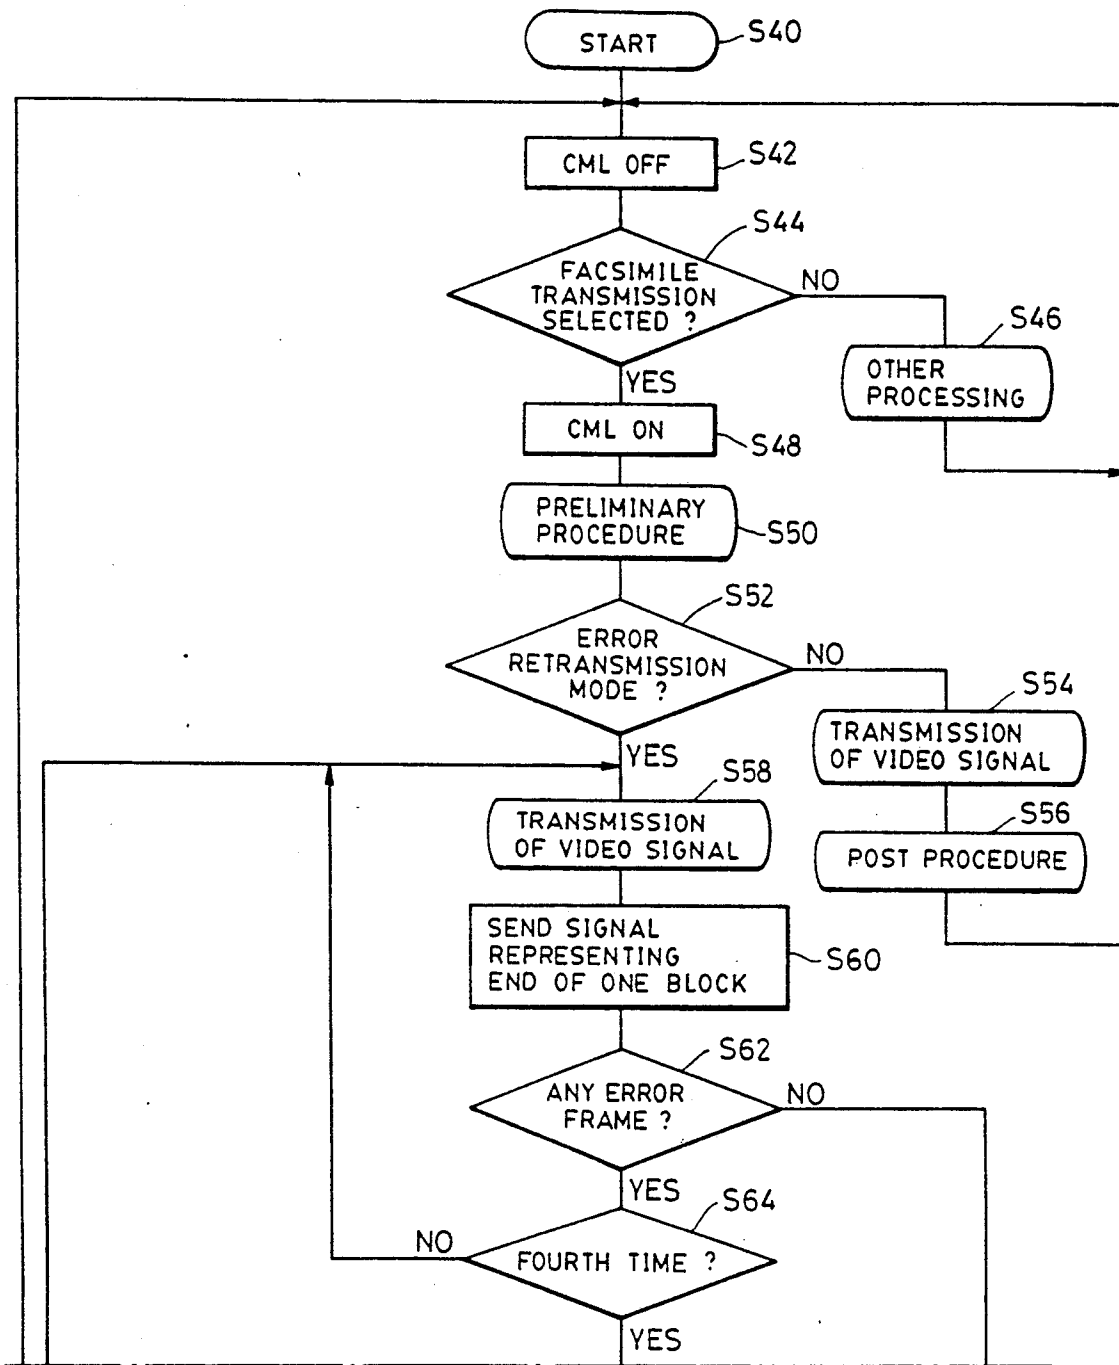 START
S40
CML OFF
S42
S44
FACSIMILE
TRANSMISSION
SELECTED ?
NO
YES
S46
OTHER
PROCESSING
CML ON
S48
PRELIMINARY
PROCEDURE
S50
S52
ERROR
RETRANSMISSION
MODE ?
NO
YES
S54
TRANSMISSION
OF VIDEO SIGNAL
S56
POST PROCEDURE
S58
TRANSMISSION
OF VIDEO SIGNAL
SEND SIGNAL
REPRESENTING
END OF ONE BLOCK
S60
S62
ANY ERROR
FRAME ?
NO
YES
S64
NO
FOURTH TIME ?
YES